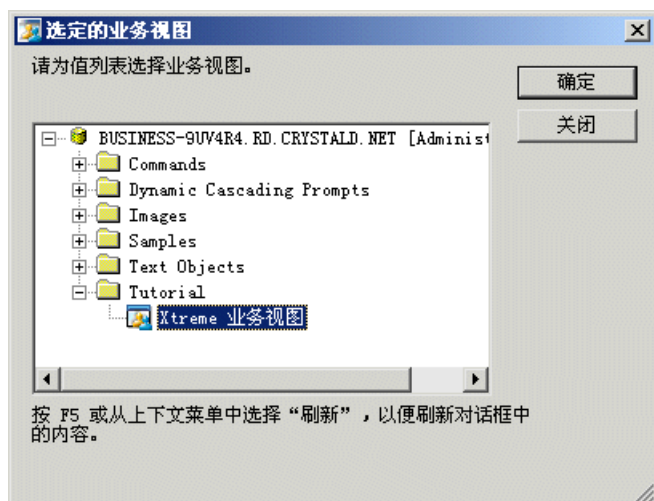 选定的业务视图
请为值列表选择业务视图。
确定
关闭
BUSINESS-9UV4R4.RD.CRYSTALD.NET [Administ
Commands
Dynamic Cascading Prompts
Images
Samples
Text Objects
Tutorial
Xtreme 业务视图
按 F5 或从上下文菜单中选择“刷新”，以便刷新对话框中
的内容。